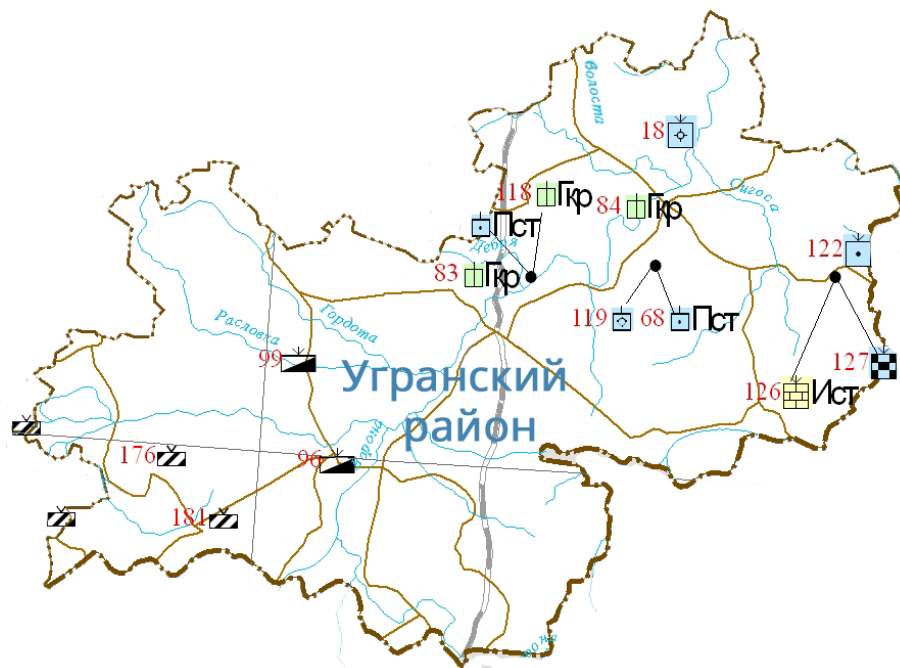 Волоста
18
Сигоса
118 Гкр
84 Гкр
Пст
Дебря
122
83 Гкр
Гордота
Расловка
119
68 Пст
99
127
Угранский
район
126 Ист
176
96
181